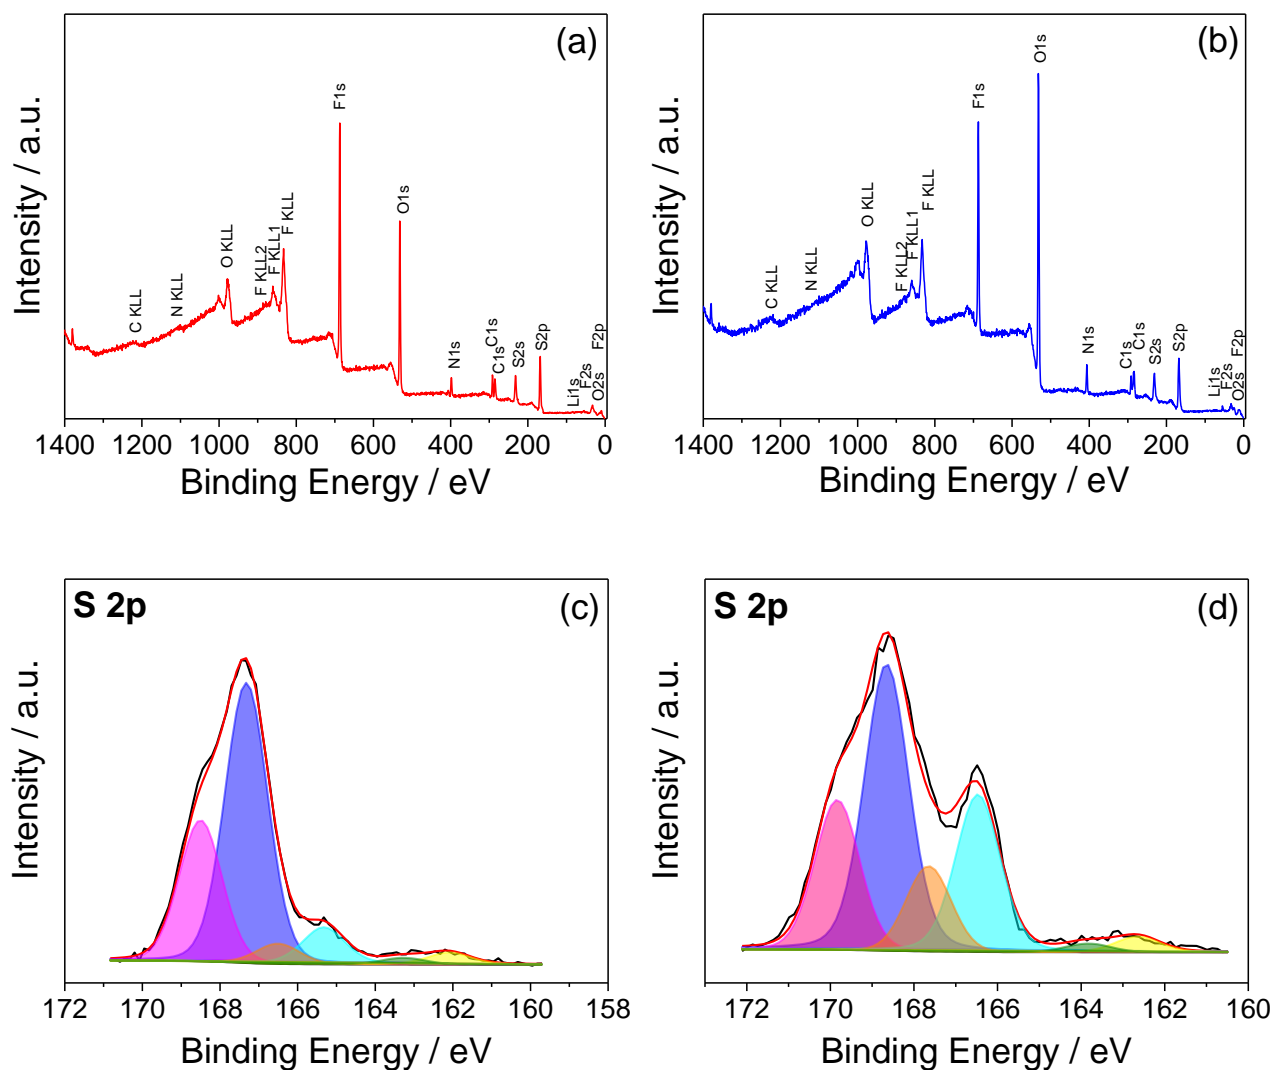 (a)
F1s
O1s
O KLL
F KLL
F KLL1
F KLL2
N KLL
C KLL
N1s
C1s
C1s
S2s
S2p
Li1s
F2s
O2s
F2p
Intensity / a.u.
1400 1200 1000 800 600 400 200 0
Binding Energy / eV
(b)
O1s
F1s
O KLL
F KLL
F KLL1
F KLL2
N KLL
C KLL
N1s
C1s
C1s
S2s
S2p
Li1s
F2s
O2s
F2p
Intensity / a.u.
1400 1200 1000 800 600 400 200 0
Binding Energy / eV
S 2p (c)
Intensity / a.u.
172 170 168 166 164 162 160 158
Binding Energy / eV
S 2p (d)
Intensity / a.u.
172 170 168 166 164 162 160
Binding Energy / eV